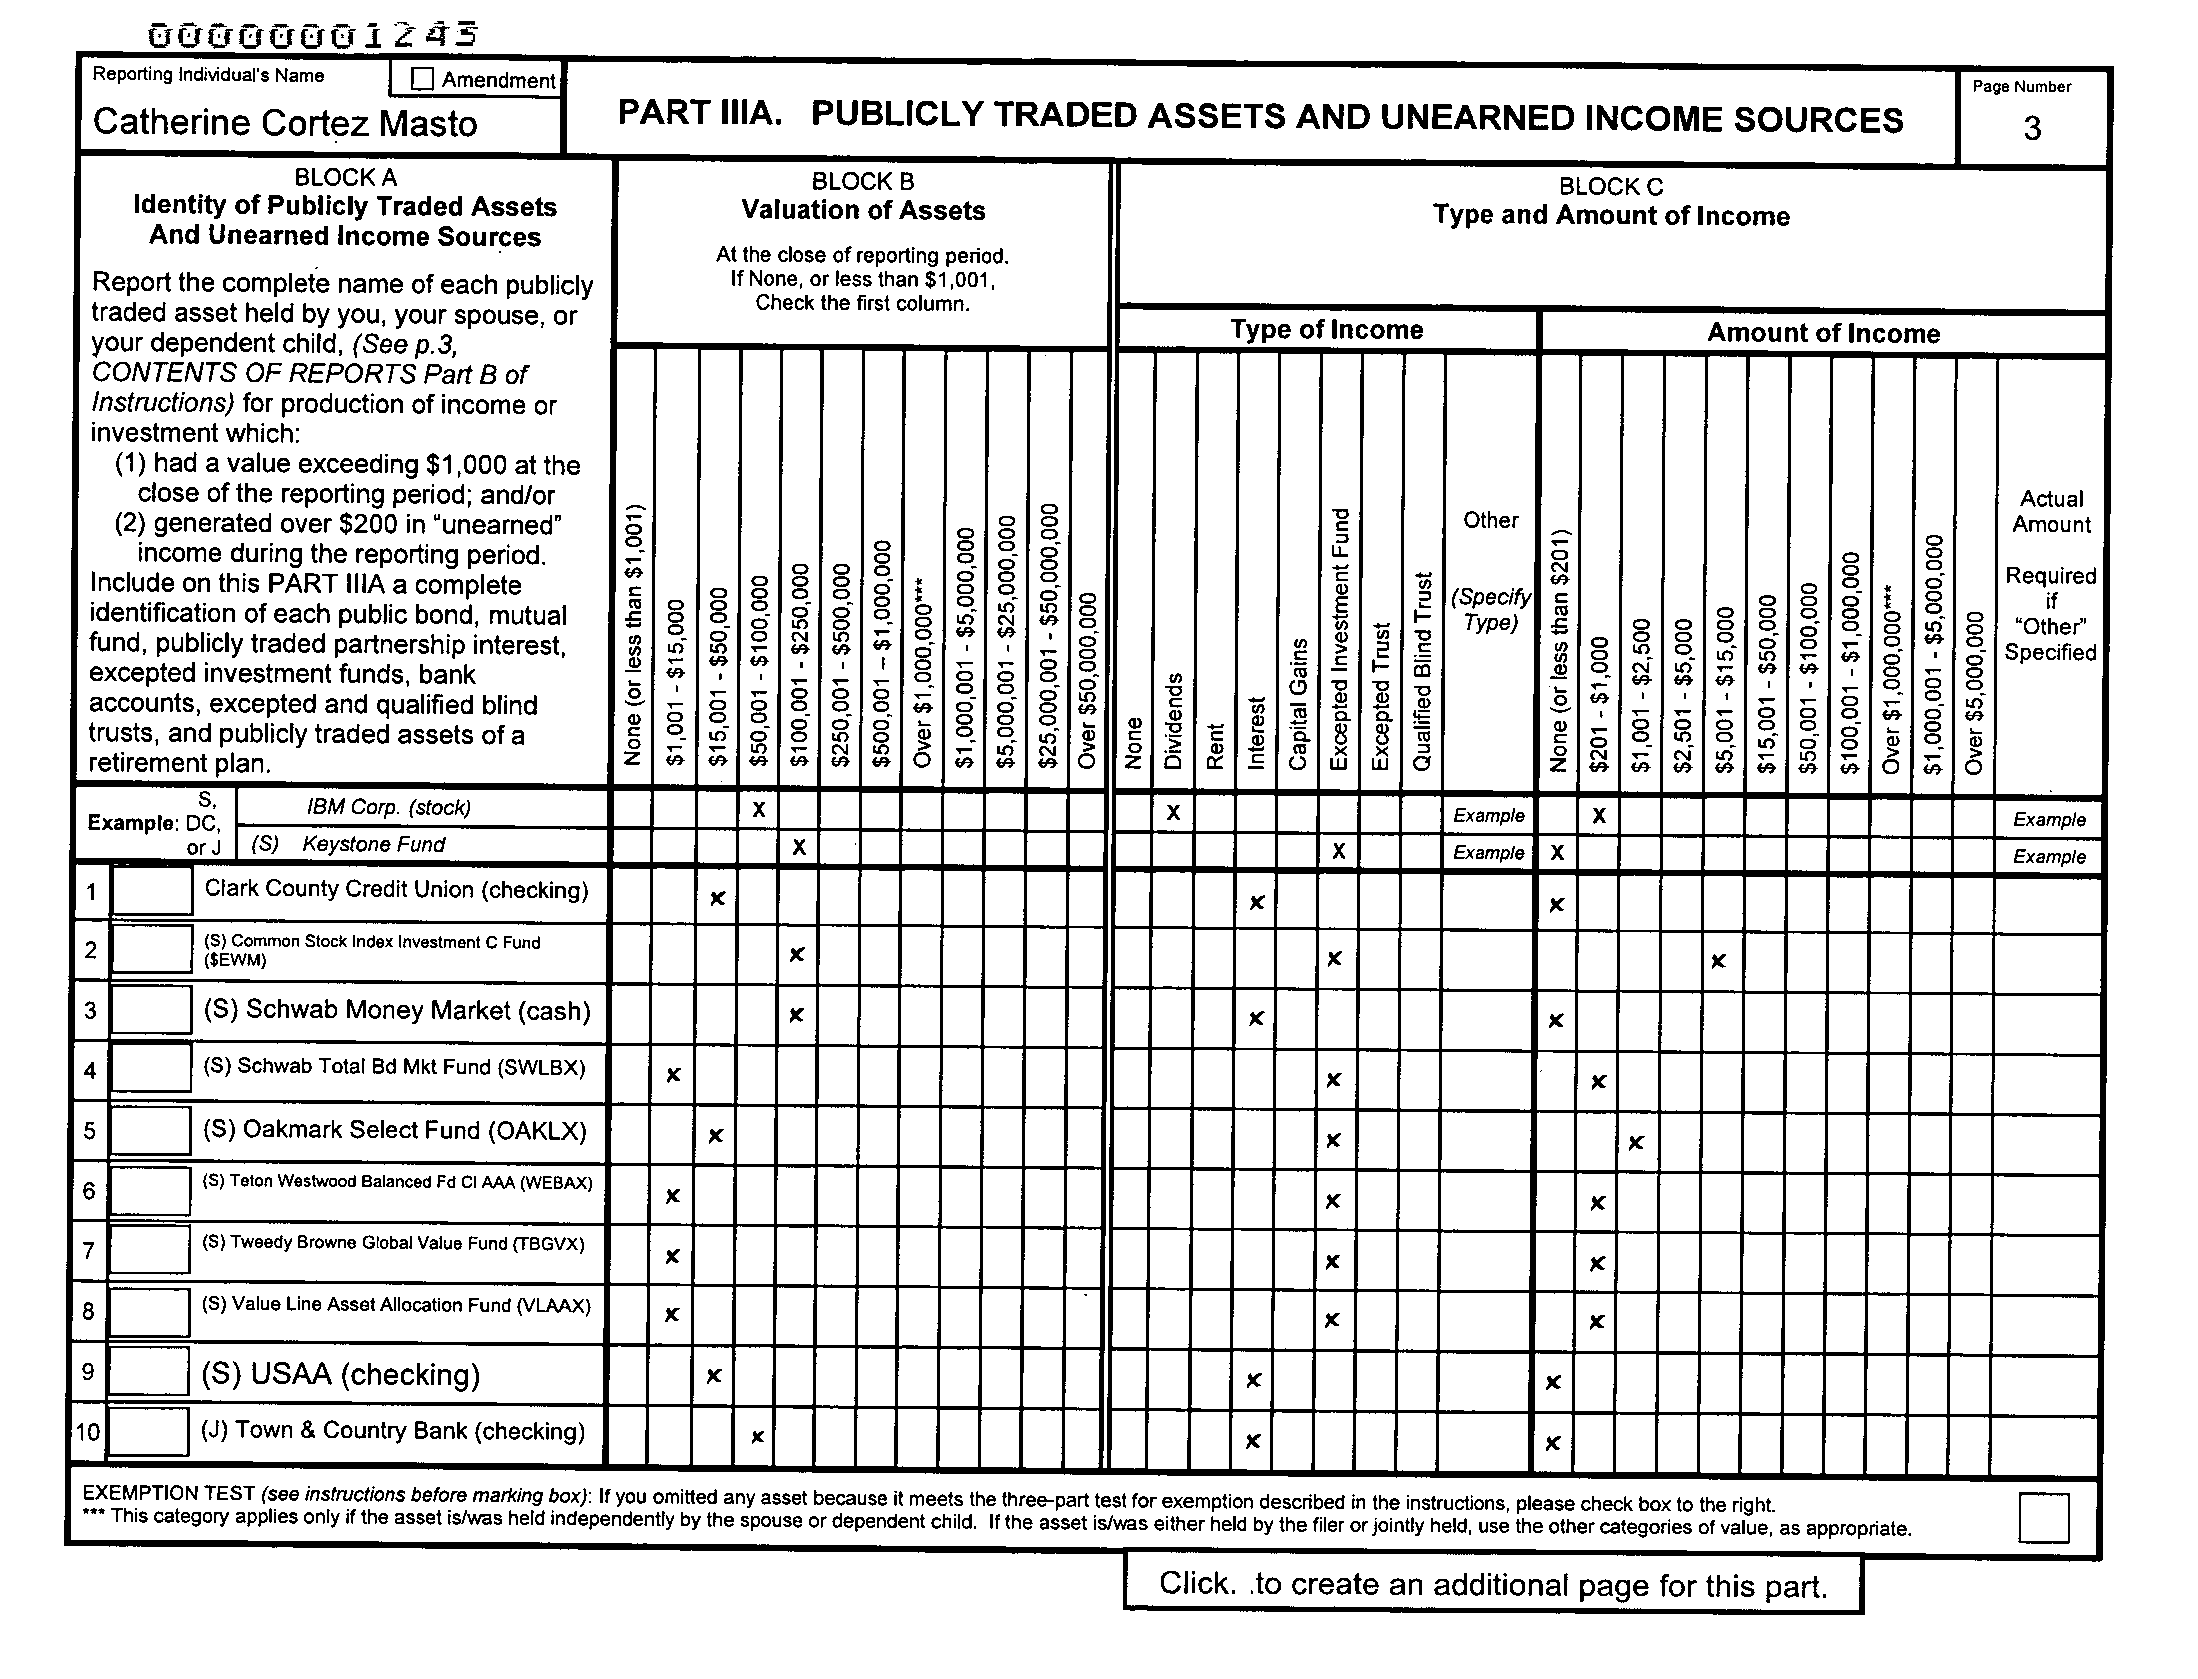 00000001245
Reporting Individual's Name
Amendment
Catherine Cortez Masto
PART IIIA. PUBLICLY TRADED ASSETS AND UNEARNED INCOME SOURCES
Page Number
3
BLOCK A
Identity of Publicly Traded Assets
And Unearned Income Sources
Report the complete name of each publicly
traded asset held by you, your spouse, or
your dependent child, (See p.3,
CONTENTS OF REPORTS Part B of
Instructions) for production of income or
investment which:
(1) had a value exceeding $1,000 at the
close of the reporting period; and/or
(2) generated over $200 in "unearned"
income during the reporting period.
Include on this PART IIIA a complete
identification of each public bond, mutual
fund, publicly traded partnership interest,
excepted investment funds, bank
accounts, excepted and qualified blind
trusts, and publicly traded assets of a
retirement plan.
BLOCK B
Valuation of Assets
At the close of reporting period.
If None, or less than $1,001,
Check the first column.
None (or less than $1,001)
$1,001 - $15,000
$15,001 - $50,000
$50,001 - $100,000
$100,001 - $250,000
$250,001 - $500,000
$500,001 – $1,000,000
Over $1,000,000***
$1,000,001 - $5,000,000
$5,000,001 - $25,000,000
$25,000,001 - $50,000,000
Over $50,000,000
BLOCK C
Type and Amount of Income
Type of Income
None
Dividends
Rent
Interest
Capital Gains
Excepted Investment Fund
Excepted Trust
Qualified Blind Trust
Other
(Specify
Type)
Amount of Income
None (or less than $201)
$201 - $1,000
$1,001 - $2,500
$2,501 - $5,000
$5,001 - $15,000
$15,001 - $50,000
$50,001 - $100,000
$100,001 - $1,000,000
Over $1,000,000***
$1,000,001 - $5,000,000
Over $5,000,000
Actual
Amount
Required
if
"Other"
Specified
Example:
S,
DC,
or J
IBM Corp. (stock) X X Example X Example
(S) Keystone Fund X X Example X Example
1 Clark County Credit Union (checking) x x x
2 (S) Common Stock Index Investment C Fund
($EWM) x x x
3 (S) Schwab Money Market (cash) x x x
4 (S) Schwab Total Bd Mkt Fund (SWLBX) x x x
5 (S) Oakmark Select Fund (OAKLX) x x x
6 (S) Teton Westwood Balanced Fd Cl AAA (WEBAX) x x x
7 (S) Tweedy Browne Global Value Fund (TBGVX) x x x
8 (S) Value Line Asset Allocation Fund (VLAAX) x x x
9 (S) USAA (checking) x x x
10 (J) Town & Country Bank (checking) x x x
EXEMPTION TEST (see instructions before marking box): If you omitted any asset because it meets the three-part test for exemption described in the instructions, please check box to the right.
*** This category applies only if the asset is/was held independently by the spouse or dependent child. If the asset is/was either held by the filer or jointly held, use the other categories of value, as appropriate.
Click. .to create an additional page for this part.